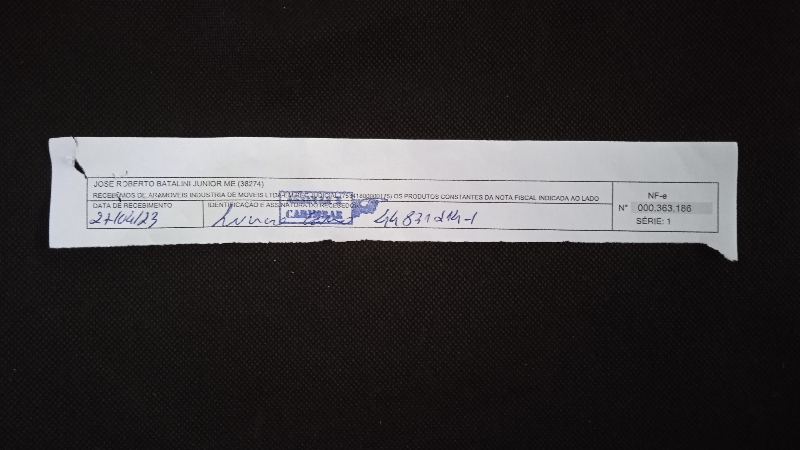 JOSE ROBERTO BATALINI JUNIOR ME (38274)
RECEBEMOS DE ARAMOVEIS INDUSTRIA DE MOVEIS LTDA OS PRODUTOS CONSTANTES DA NOTA FISCAL INDICADA AO LADO
DATA DE RECEBIMENTO
27/04/23
IDENTIFICAÇÃO E ASSINATURA DO RECEBEDOR
44871214-1
NF-e
N° 000,363,186
SÉRIE: 1